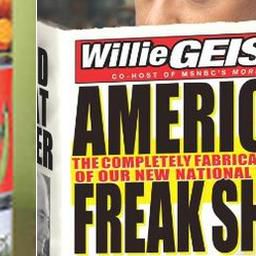 Willie GEIS
CO-HOST OF MSNBC'S MOR
AMERIC
THE COMPLETELY FABRICA
OF OUR NEW NATIONAL
FREAK SH